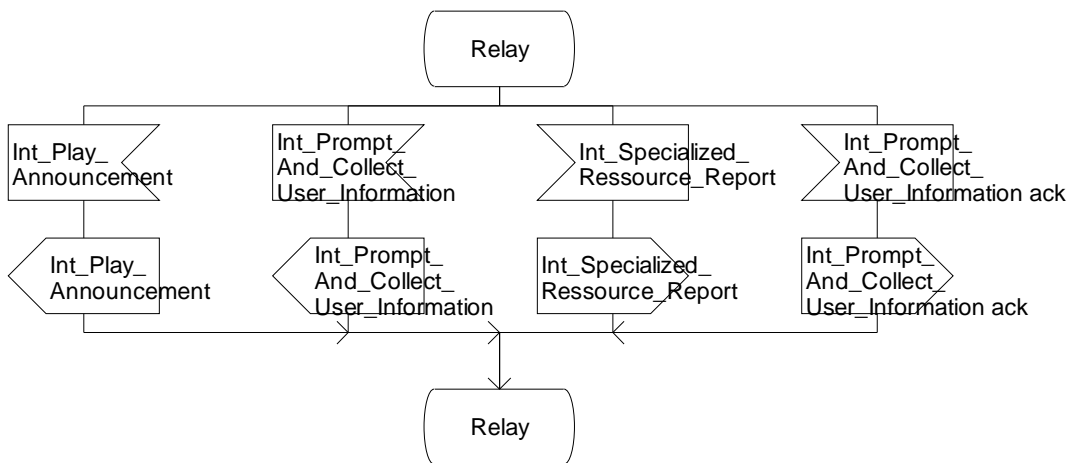 Relay
Int_Play_
Announcement
Int_Prompt_
And_Collect_
User_Information
Int_Specialized_
Ressource_Report
Int_Prompt_
And_Collect_
User_Information ack
Int_Play_
Announcement
Int_Prompt_
And_Collect_
User_Information
Int_Specialized_
Ressource_Report
Int_Prompt_
And_Collect_
User_Information ack
Relay